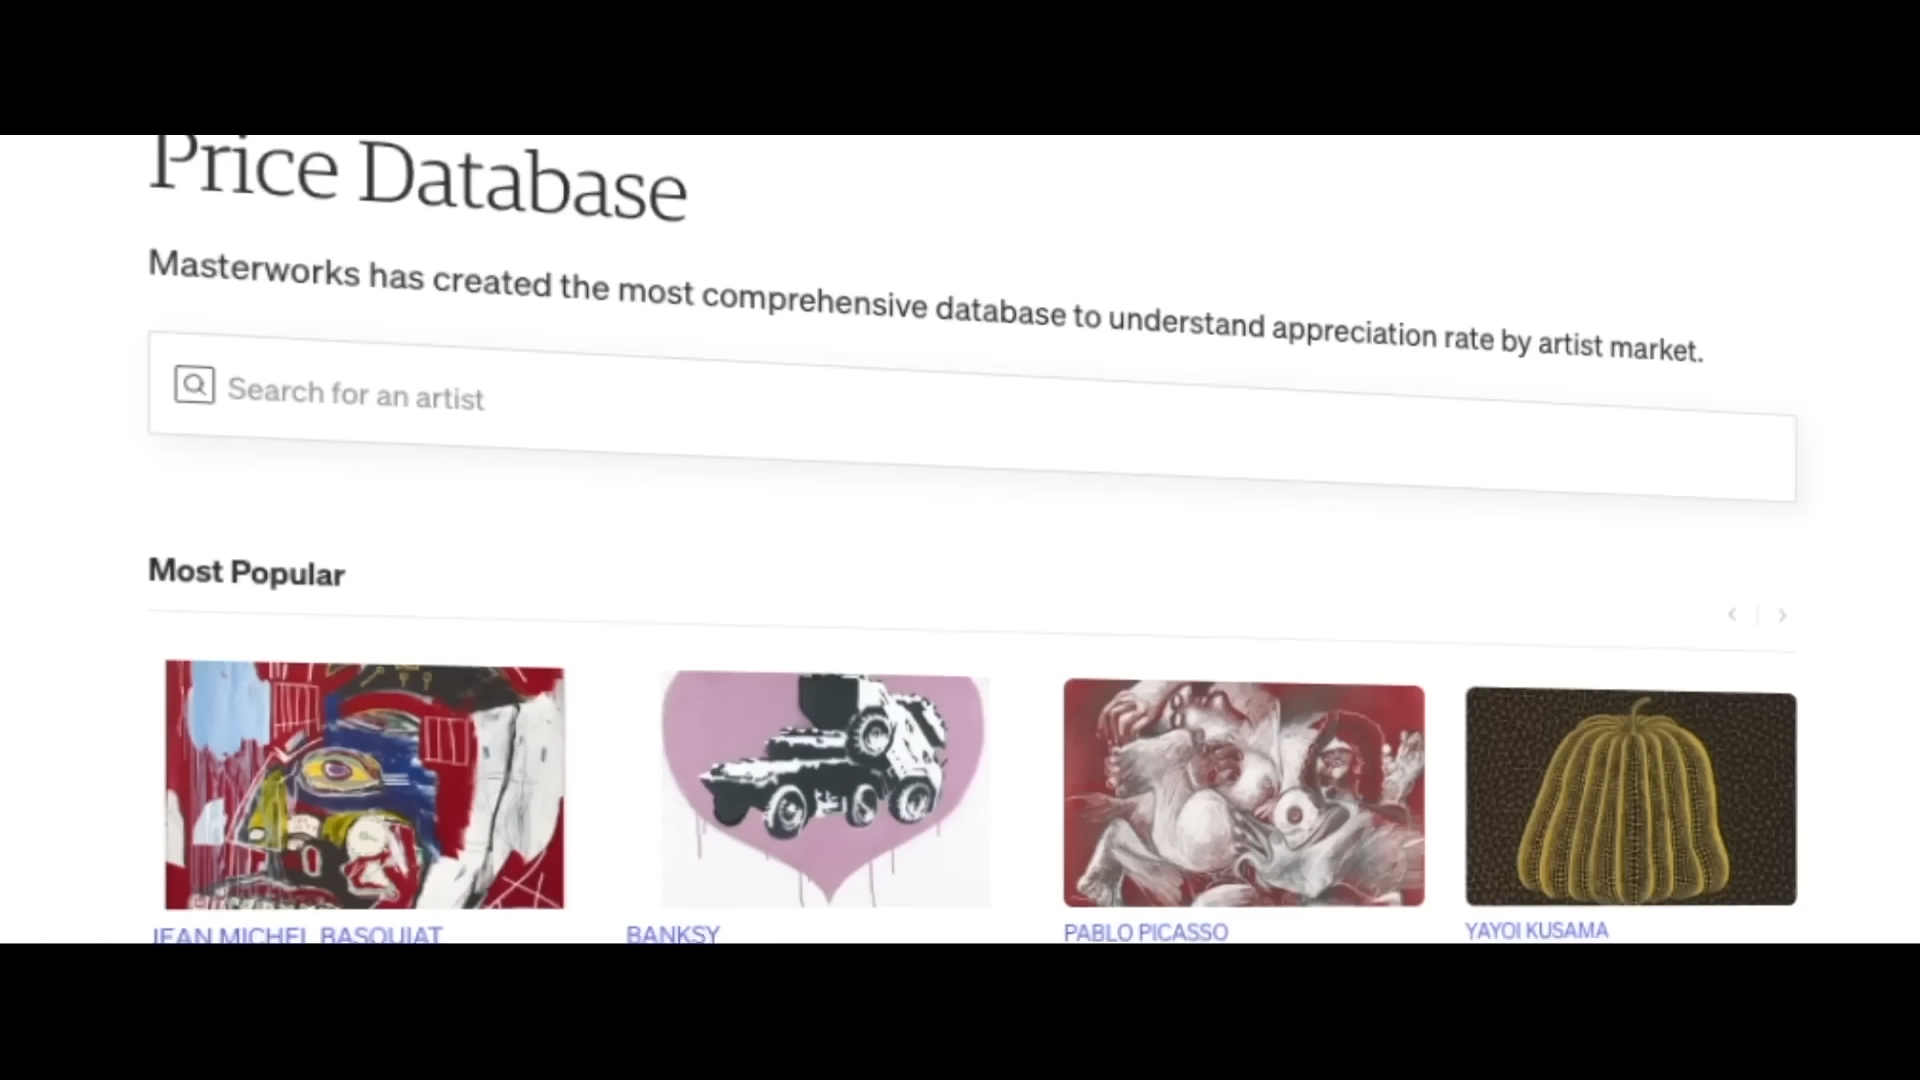 Price Database
Masterworks has created the most comprehensive database to understand appreciation rate by artist market.
Search for an artist
Most Popular
JEAN MICHEL BASQUIAT
BANKSY
PABLO PICASSO
YAYOI KUSAMA